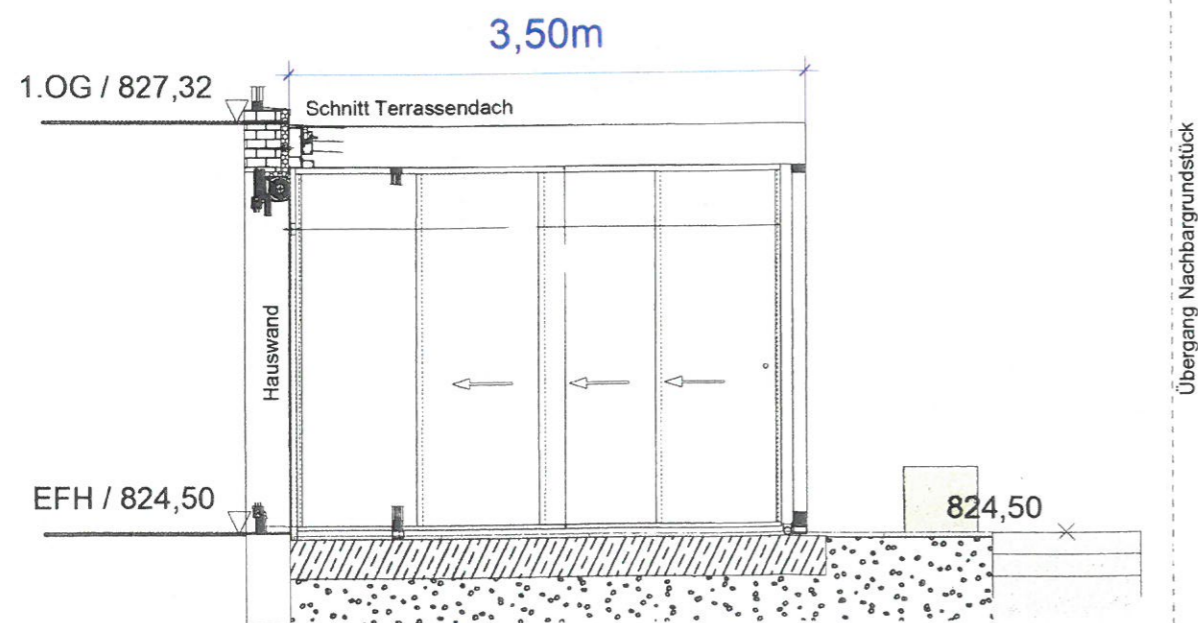 3,50m
1.OG / 827,32
Schnitt Terrassendach
Hauswand
Übergang Nachbargrundstück
EFH / 824,50
824,50